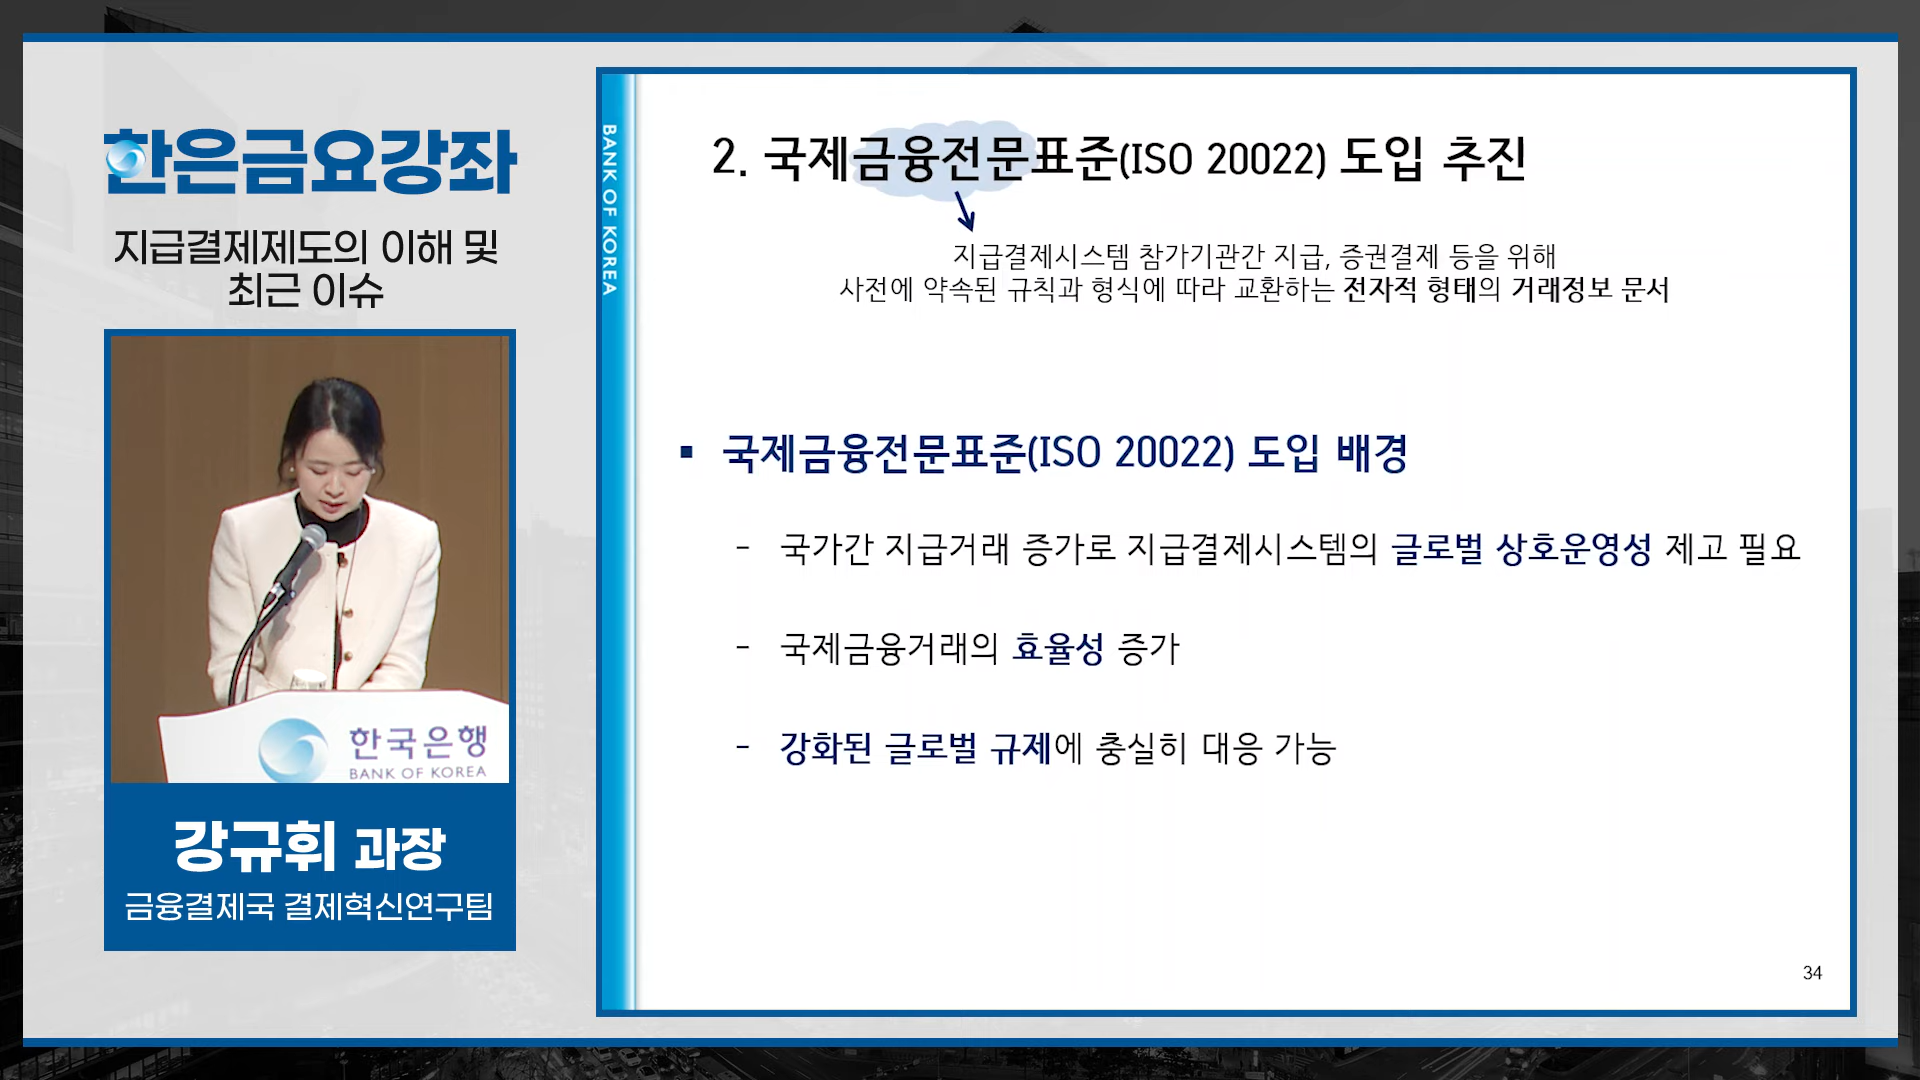 한은금요강좌
지급결제제도의 이해 및
최근 이슈
한국은행
BANK OF KOREA
강규휘 과장
금융결제국 결제혁신연구팀
BANK OF KOREA
2. 국제금융전문표준(ISO 20022) 도입 추진
지급결제시스템 참가기관간 지급, 증권결제 등을 위해
사전에 약속된 규칙과 형식에 따라 교환하는 전자적 형태의 거래정보 문서
▪ 국제금융전문표준(ISO 20022) 도입 배경
- 국가간 지급거래 증가로 지급결제시스템의 글로벌 상호운영성 제고 필요
- 국제금융거래의 효율성 증가
- 강화된 글로벌 규제에 충실히 대응 가능
34